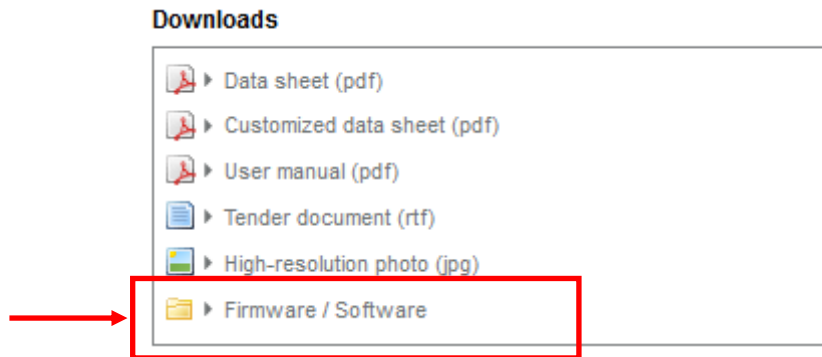 Downloads
Data sheet (pdf)
Customized data sheet (pdf)
User manual (pdf)
Tender document (rtf)
High-resolution photo (jpg)
Firmware / Software